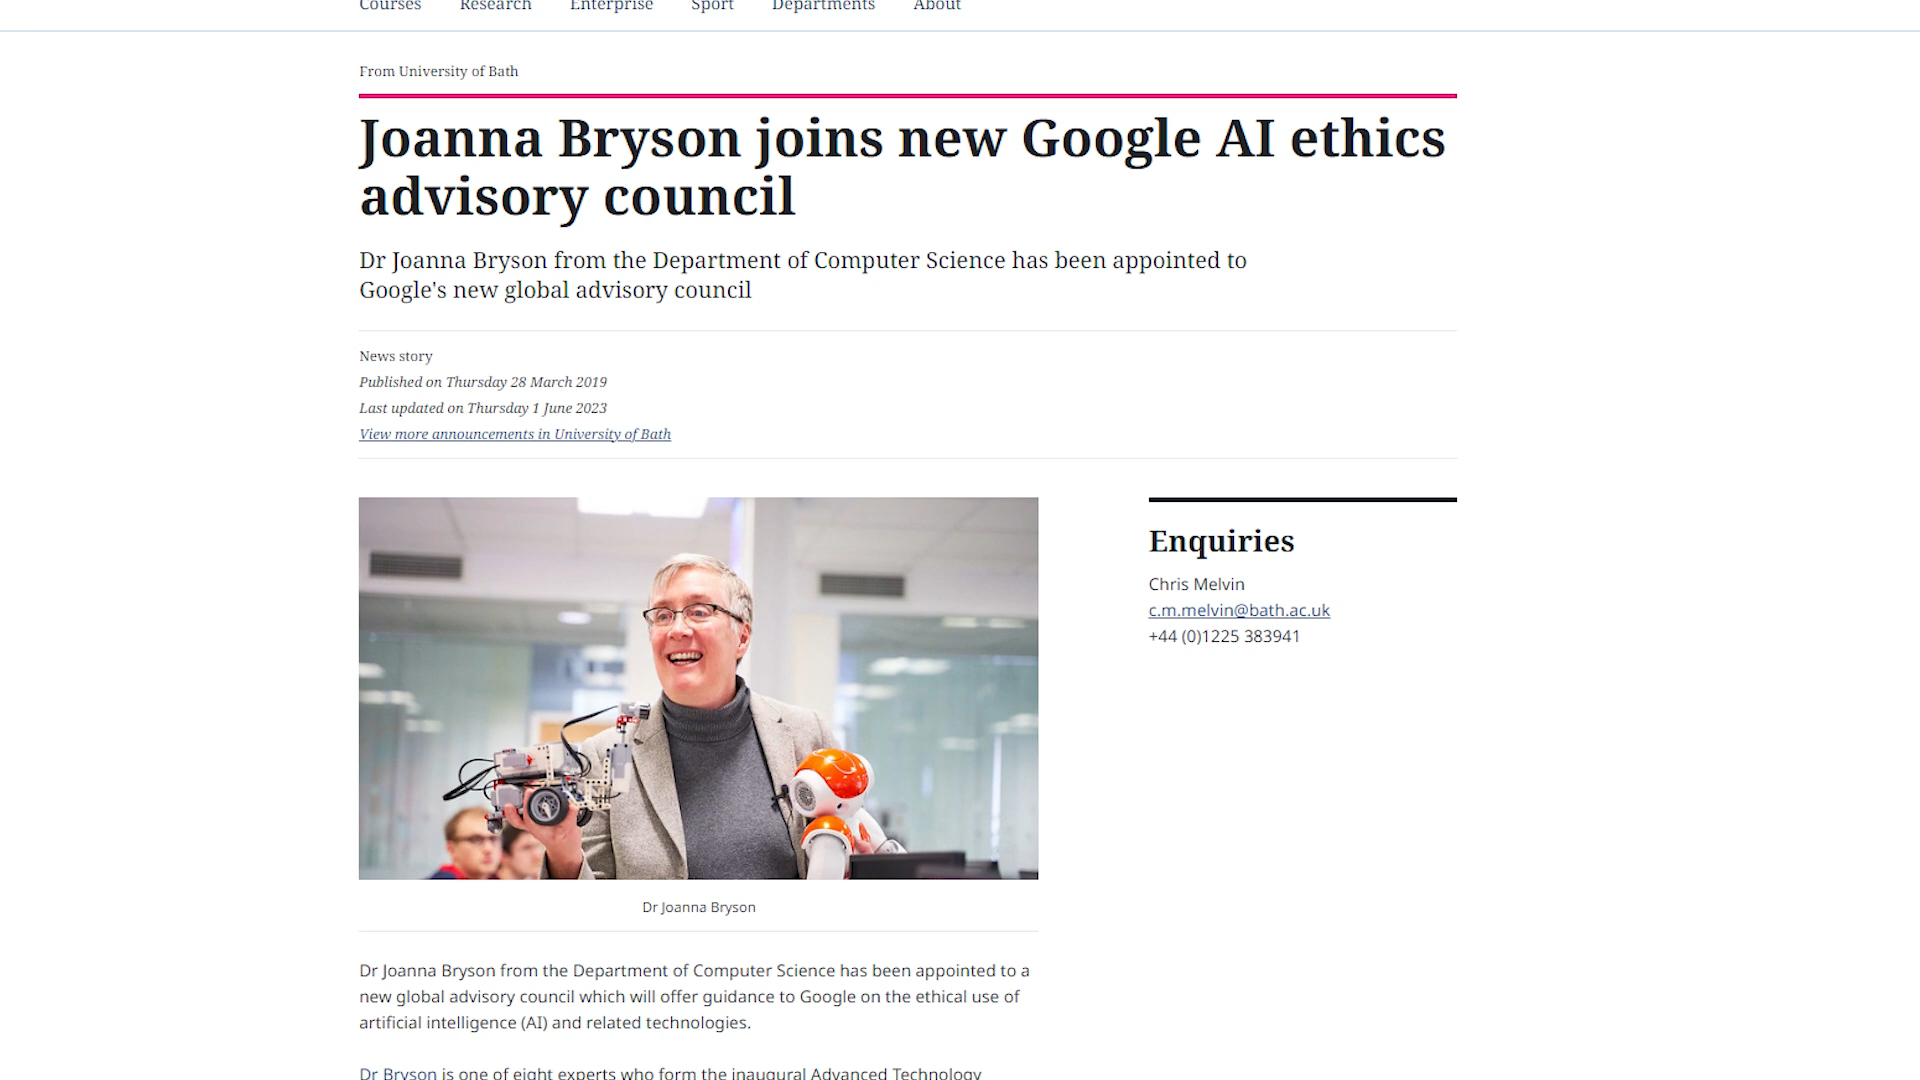 Courses Research Enterprise Sport Departments About
From University of Bath
Joanna Bryson joins new Google AI ethics
advisory council
Dr Joanna Bryson from the Department of Computer Science has been appointed to
Google's new global advisory council
News story
Published on Thursday 28 March 2019
Last updated on Thursday 1 June 2023
View more announcements in University of Bath
Enquiries
Chris Melvin
c.m.melvin@bath.ac.uk
+44 (0)1225 383941
Dr Joanna Bryson
Dr Joanna Bryson from the Department of Computer Science has been appointed to a
new global advisory council which will offer guidance to Google on the ethical use of
artificial intelligence (AI) and related technologies.
Dr Bryson is one of eight experts who form the inaugural Advanced Technology